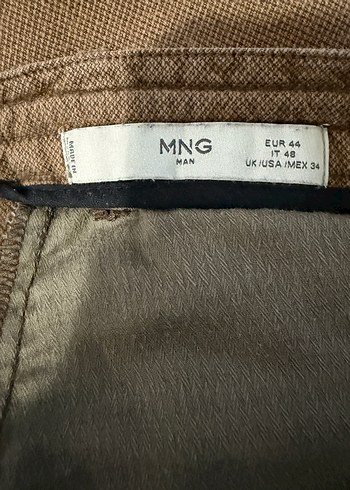 MADE IN
MNG
MAN
EUR 44
IT 48
UK/USA/MEX 34